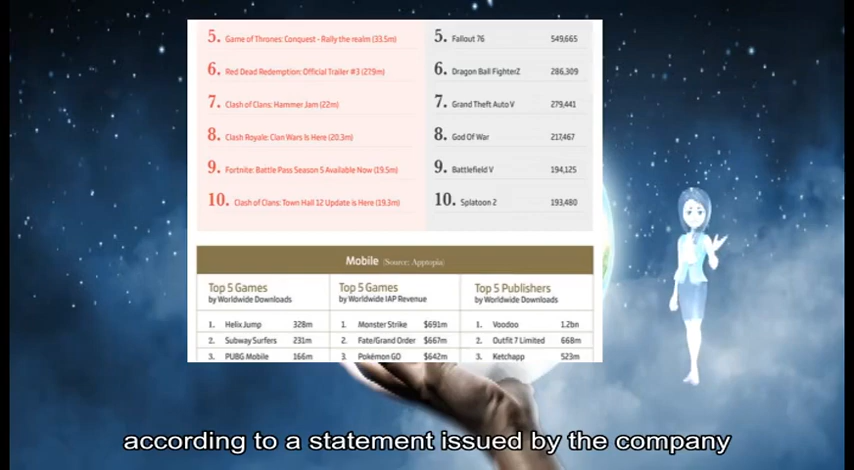 5. Game of Thrones: Conquest - Rally the realm (33.5m)
6. Red Dead Redemption: Official Trailer #3 (27.9m)
7. Clash of Clans: Hammer Jam (22m)
8. Clash Royale: Clan Wars Is Here (20.3m)
9. Fortnite: Battle Pass Season 5 Available Now (19.5m)
10. Clash of Clans: Town Hall 12 Update is Here (19.3m)
5. Fallout 76 549,665
6. Dragon Ball FighterZ 286,309
7. Grand Theft Auto V 279,441
8. God Of War 217,467
9. Battlefield V 194,125
10. Splatoon 2 193,480
Mobile (Source: Apptopia)
Top 5 Games
by Worldwide Downloads
1. Helix Jump 328m
2. Subway Surfers 231m
3. PUBG Mobile 166m
Top 5 Games
by Worldwide IAP Revenue
1. Monster Strike $691m
2. Fate/Grand Order $667m
3. Pokémon GO $642m
Top 5 Publishers
by Worldwide Downloads
1. Voodoo 1.2bn
2. Outfit 7 Limited 668m
3. Ketchapp 523m
according to a statement issued by the company